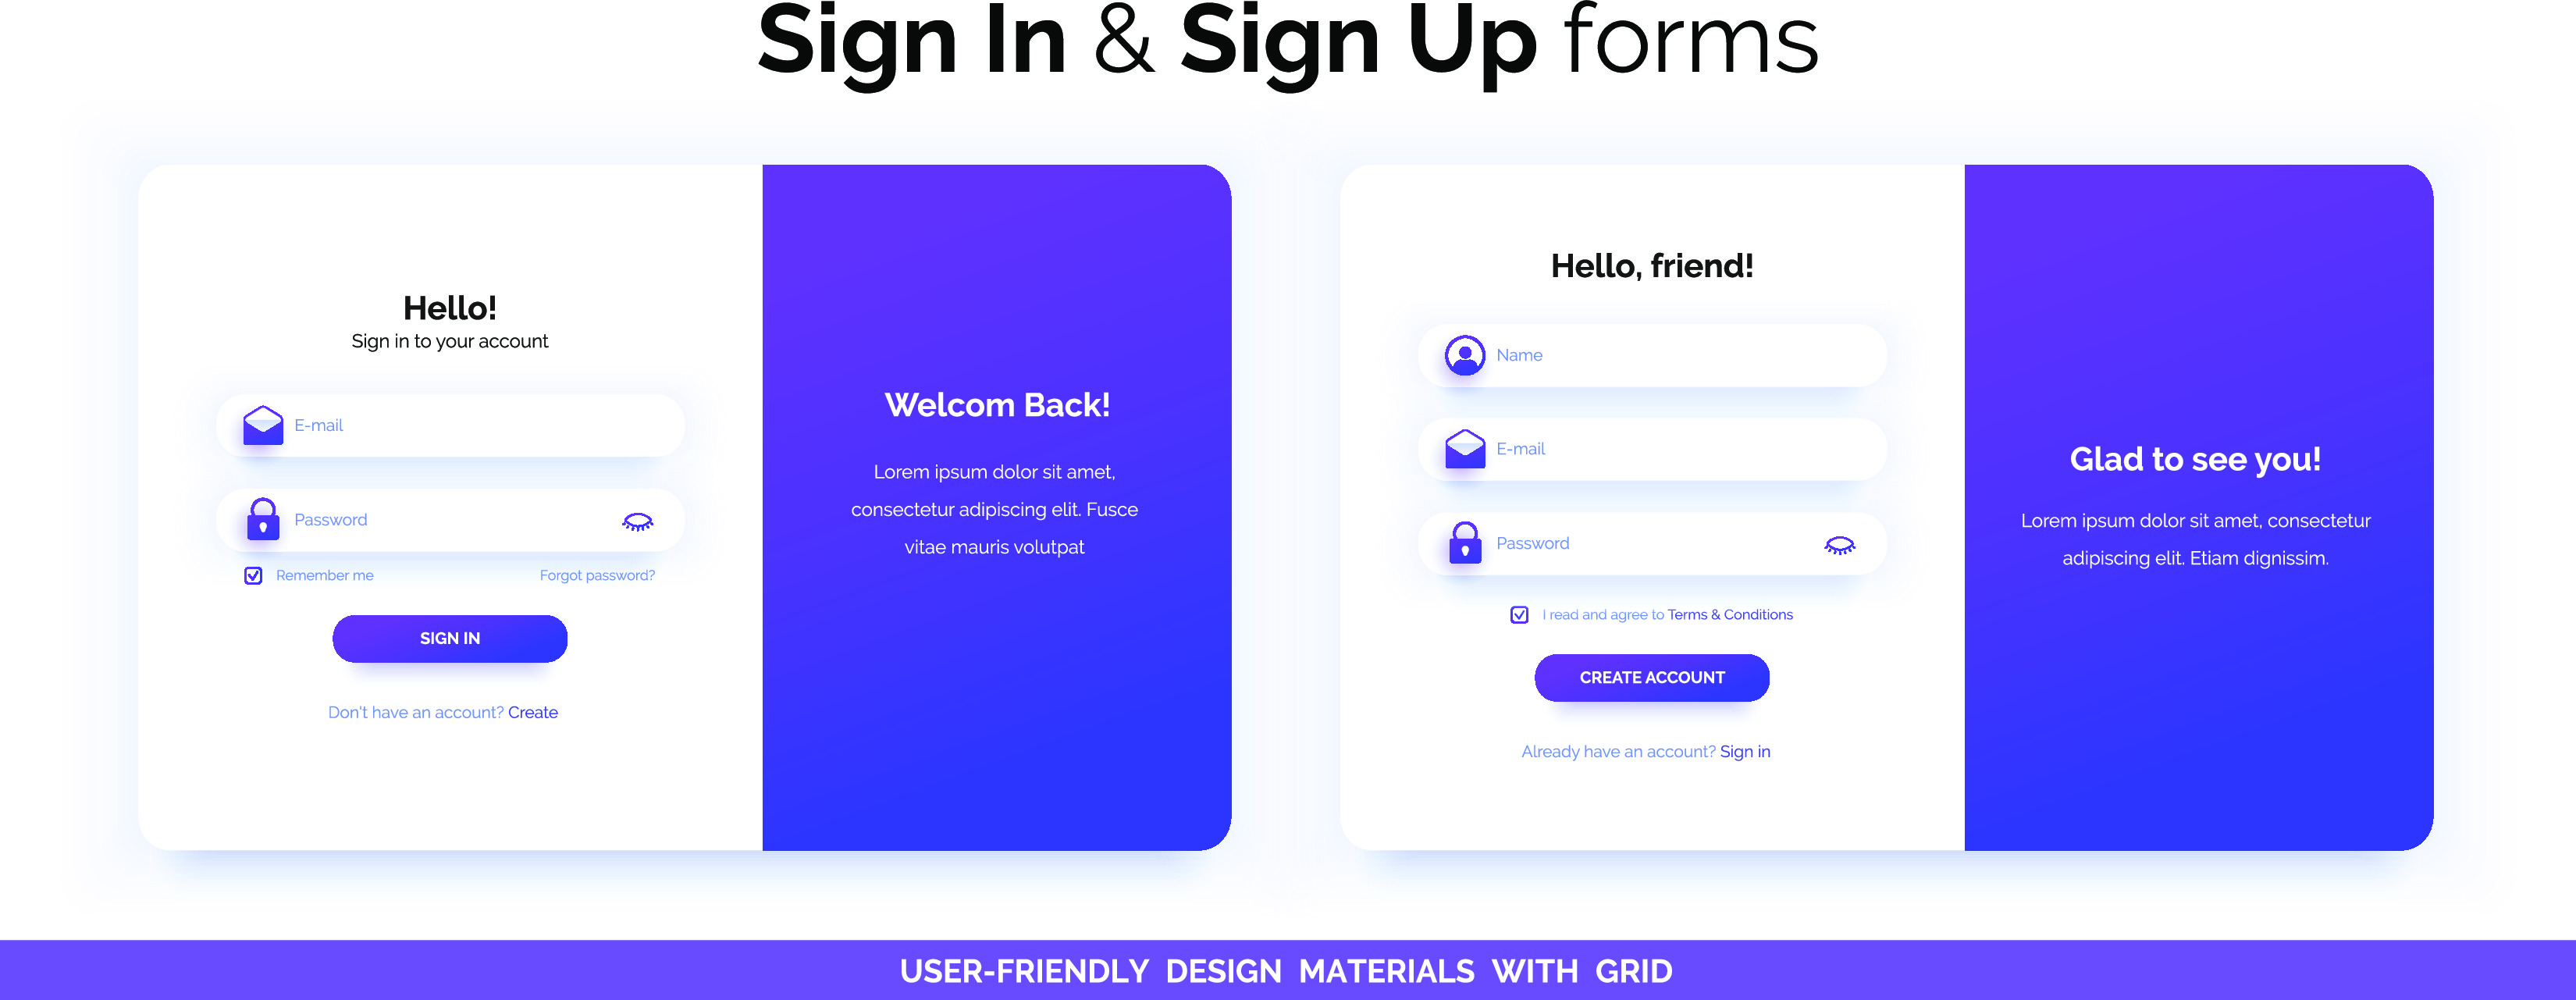 Sign In & Sign Up forms
Hello!
Sign in to your account
E-mail
Password
Remember me
Forgot password?
SIGN IN
Don't have an account? Create
Welcom Back!
Lorem ipsum dolor sit amet,
consectetur adipiscing elit. Fusce
vitae mauris volutpat
Hello, friend!
Name
E-mail
Password
I read and agree to Terms & Conditions
CREATE ACCOUNT
Already have an account? Sign in
Glad to see you!
Lorem ipsum dolor sit amet, consectetur
adipiscing elit. Etiam dignissim.
USER-FRIENDLY DESIGN MATERIALS WITH GRID